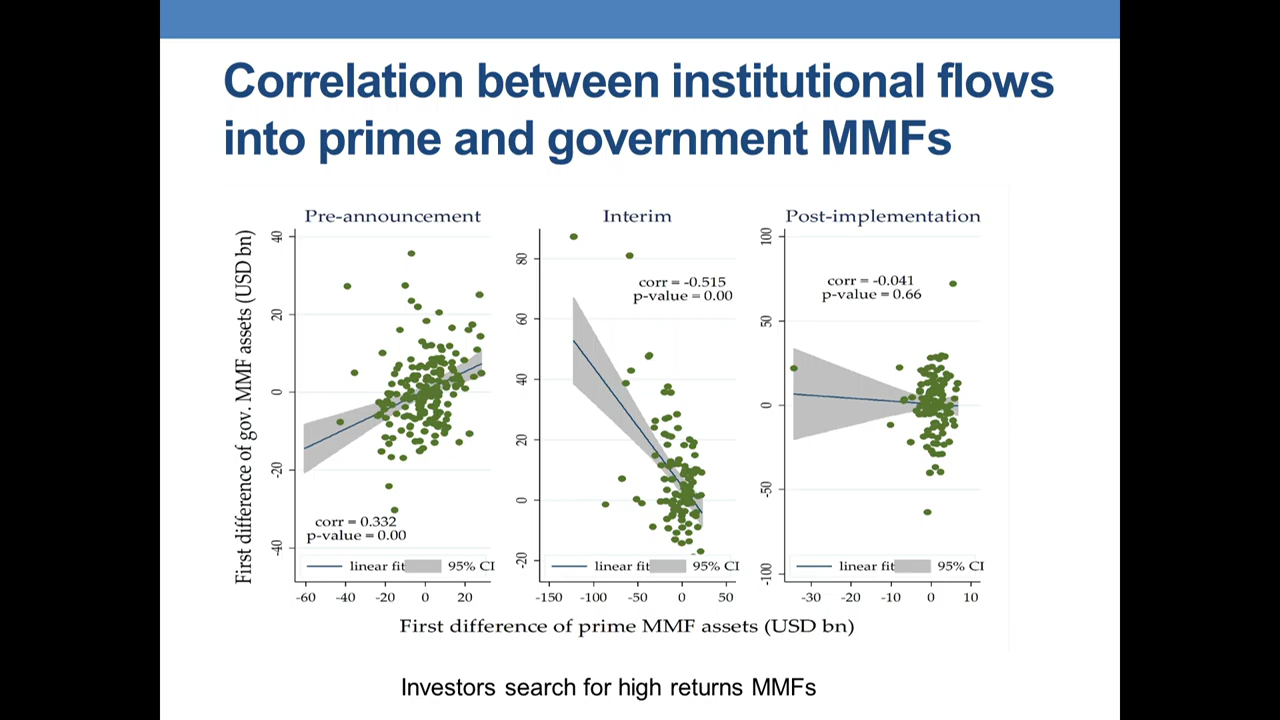 Correlation between institutional flows
into prime and government MMFs
Pre-announcement
Interim
Post-implementation
First difference of gov. MMF assets (USD bn)
40
20
0
-20
-40
corr = 0.332
p-value = 0.00
linear fit
95% CI
-60 -40 -20 0 20
80
60
40
20
0
-20
corr = -0.515
p-value = 0.00
linear fit
95% CI
-150 -100 -50 0 50
100
50
0
-50
-100
corr = -0.041
p-value = 0.66
linear fit
95% CI
-30 -20 -10 0 10
First difference of prime MMF assets (USD bn)
Investors search for high returns MMFs